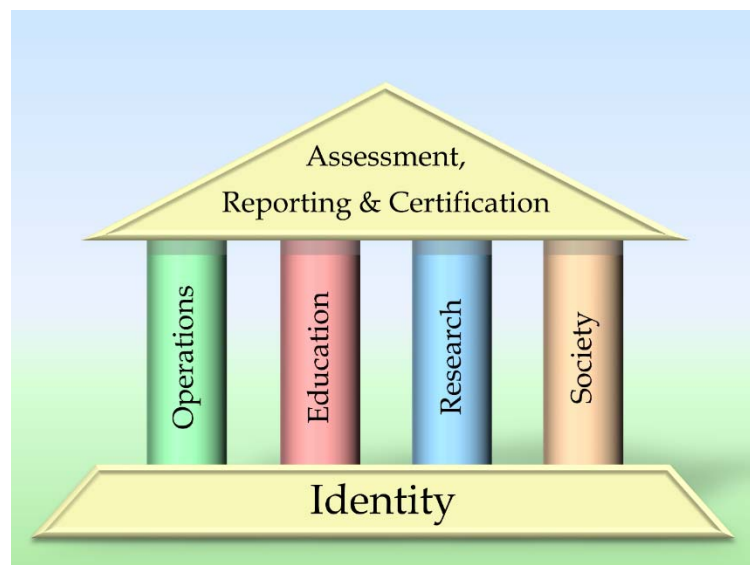 Assessment,
Reporting & Certification
Operations
Education
Research
Society
Identity